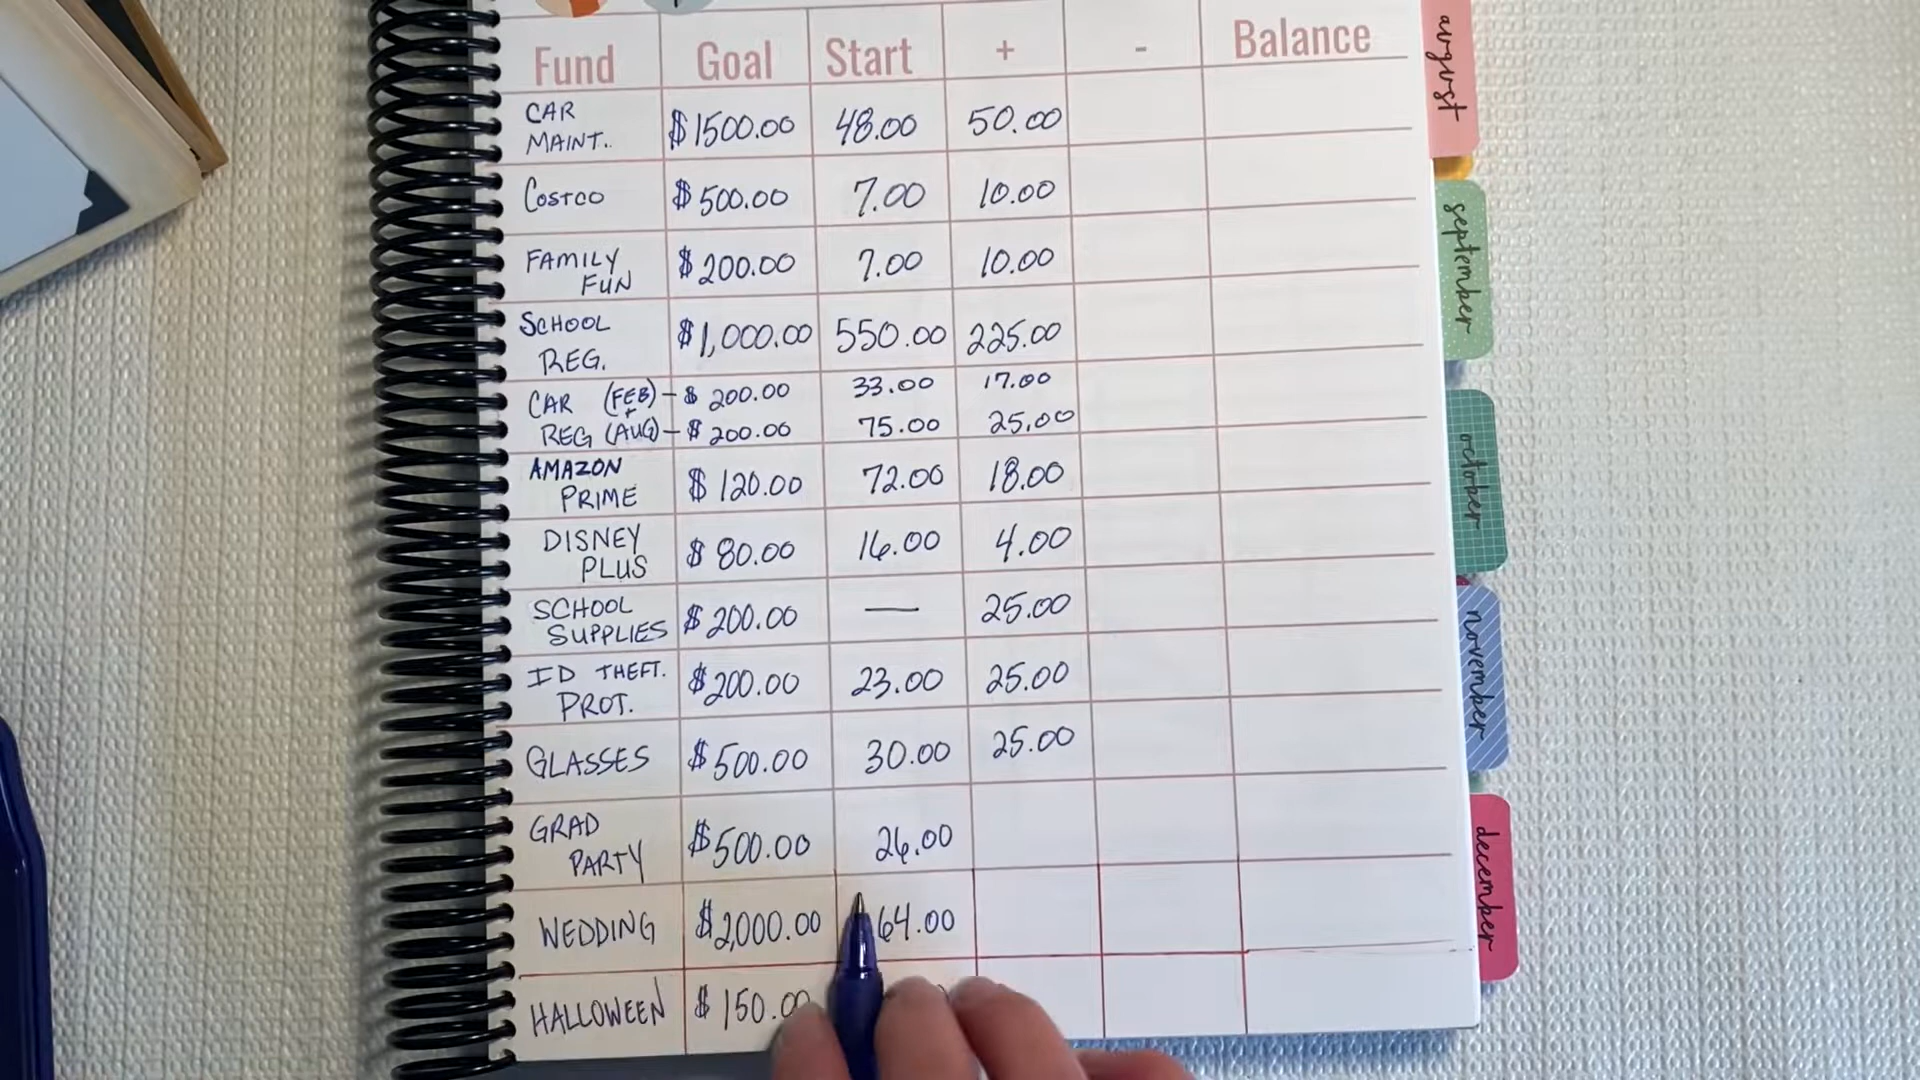 Fund Goal Start + - Balance
CAR
MAINT. $1500.00 48.00 50.00
COSTCO $500.00 7.00 10.00
FAMILY
FUN $200.00 7.00 10.00
SCHOOL
REG. $1,000.00 550.00 225.00
CAR (FEB) - $ 200.00 33.00 17.00
+
REG (AUG) - $ 200.00 75.00 25.00
AMAZON
PRIME $ 120.00 72.00 18.00
DISNEY
PLUS $ 80.00 16.00 4.00
SCHOOL
SUPPLIES $200.00 — 25.00
ID THEFT.
PROT. $200.00 23.00 25.00
GLASSES $500.00 30.00 25.00
GRAD
PARTY $500.00 26.00
WEDDING $2,000.00 64.00
HALLOWEEN $ 150.00
august
september
october
november
december